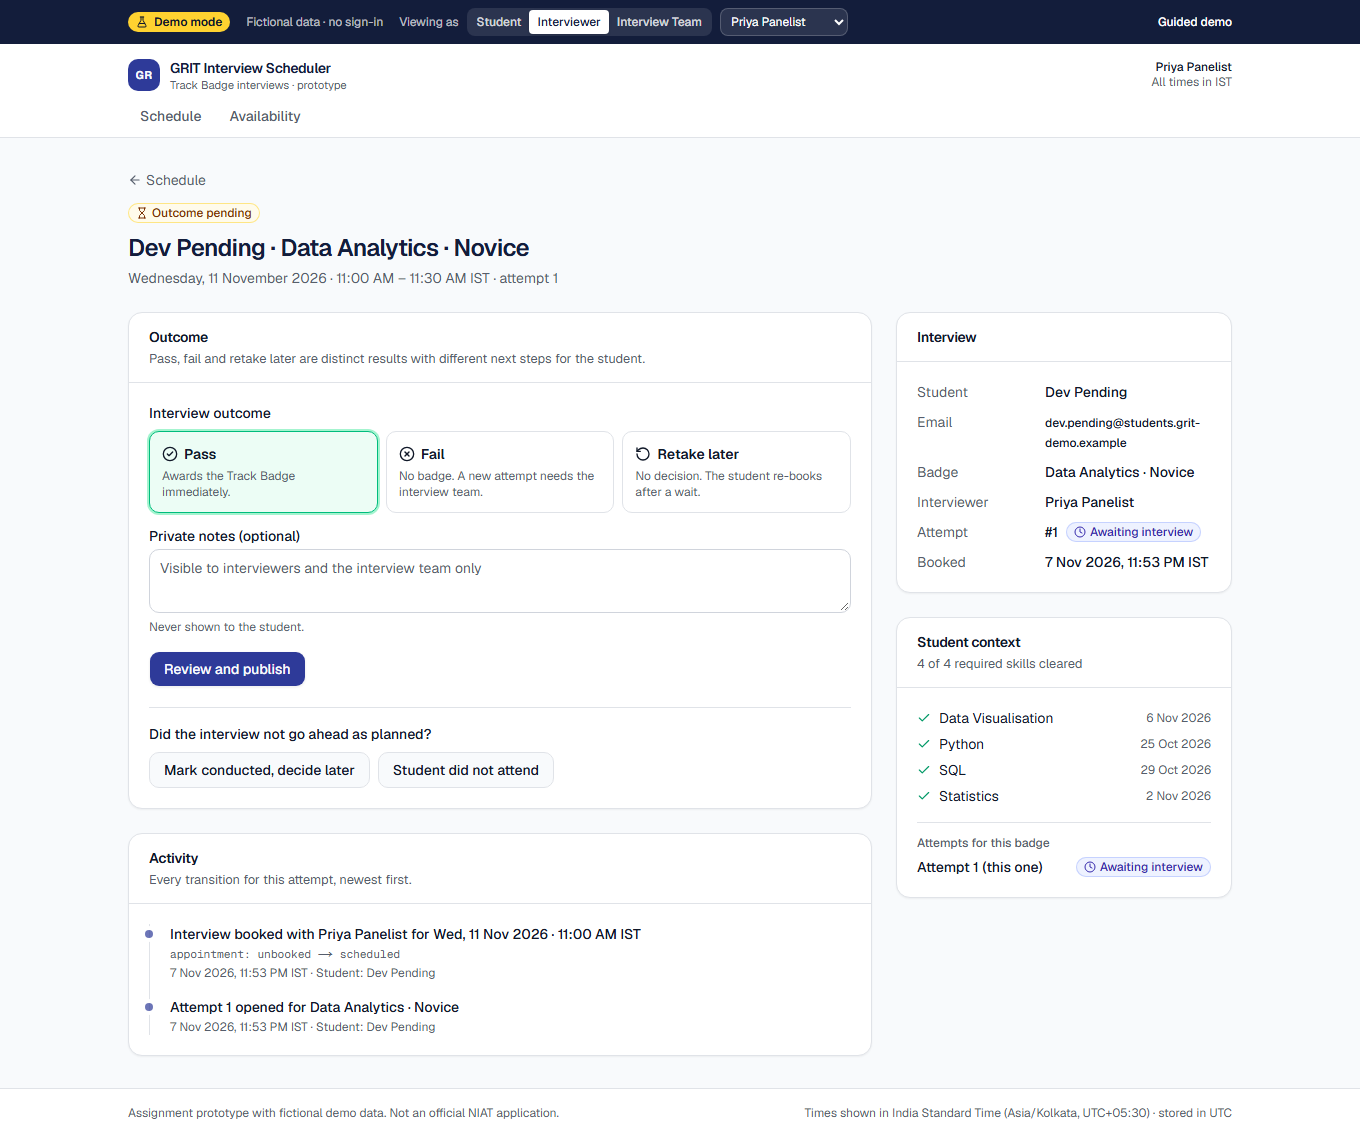 Demo mode
Fictional data · no sign-in
Viewing as
Student
Interviewer
Interview Team
Priya Panelist
Guided demo
GR
GRIT Interview Scheduler
Track Badge interviews · prototype
Priya Panelist
All times in IST
Schedule
Availability
← Schedule
Outcome pending
Dev Pending · Data Analytics · Novice
Wednesday, 11 November 2026 · 11:00 AM – 11:30 AM IST · attempt 1
Outcome
Pass, fail and retake later are distinct results with different next steps for the student.
Interview outcome
Pass
Awards the Track Badge
immediately.
Fail
No badge. A new attempt needs the
interview team.
Retake later
No decision. The student re-books
after a wait.
Private notes (optional)
Visible to interviewers and the interview team only
Never shown to the student.
Review and publish
Did the interview not go ahead as planned?
Mark conducted, decide later
Student did not attend
Activity
Every transition for this attempt, newest first.
Interview booked with Priya Panelist for Wed, 11 Nov 2026 · 11:00 AM IST
appointment: unbooked ⟶ scheduled
7 Nov 2026, 11:53 PM IST · Student: Dev Pending
Attempt 1 opened for Data Analytics · Novice
7 Nov 2026, 11:53 PM IST · Student: Dev Pending
Interview
Student Dev Pending
Email dev.pending@students.grit-
demo.example
Badge Data Analytics · Novice
Interviewer Priya Panelist
Attempt #1 Awaiting interview
Booked 7 Nov 2026, 11:53 PM IST
Student context
4 of 4 required skills cleared
Data Visualisation 6 Nov 2026
Python 25 Oct 2026
SQL 29 Oct 2026
Statistics 2 Nov 2026
Attempts for this badge
Attempt 1 (this one) Awaiting interview
Assignment prototype with fictional demo data. Not an official NIAT application.
Times shown in India Standard Time (Asia/Kolkata, UTC+05:30) · stored in UTC